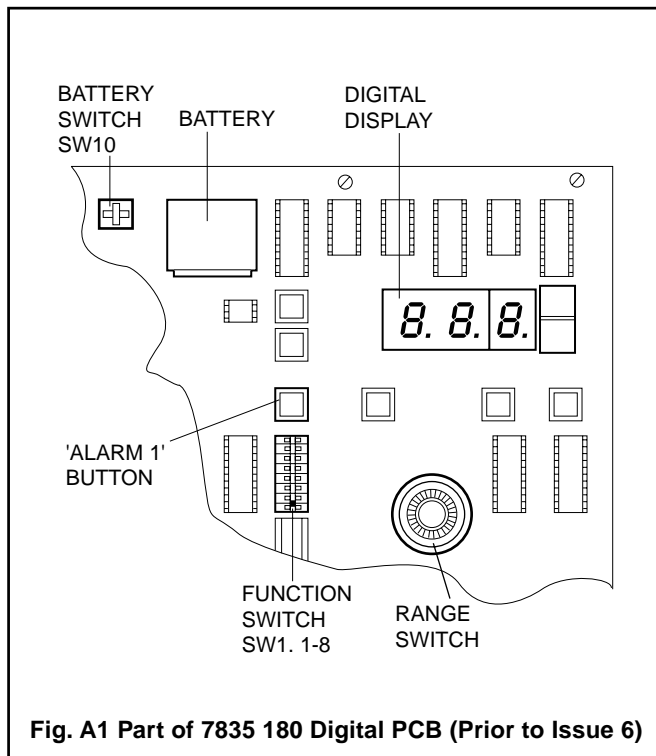 BATTERY
SWITCH
SW10
BATTERY
DIGITAL
DISPLAY
8. 8. 8.
'ALARM 1'
BUTTON
FUNCTION
SWITCH
SW1. 1-8
RANGE
SWITCH
Fig. A1 Part of 7835 180 Digital PCB (Prior to Issue 6)